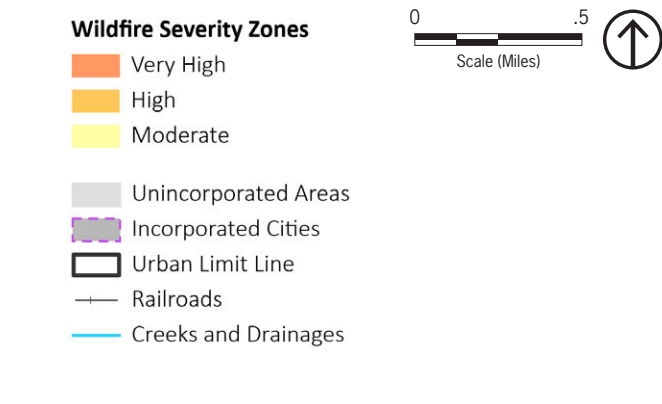 Wildfire Severity Zones
Very High
High
Moderate
Unincorporated Areas
Incorporated Cities
Urban Limit Line
Railroads
Creeks and Drainages
0 .5
Scale (Miles)